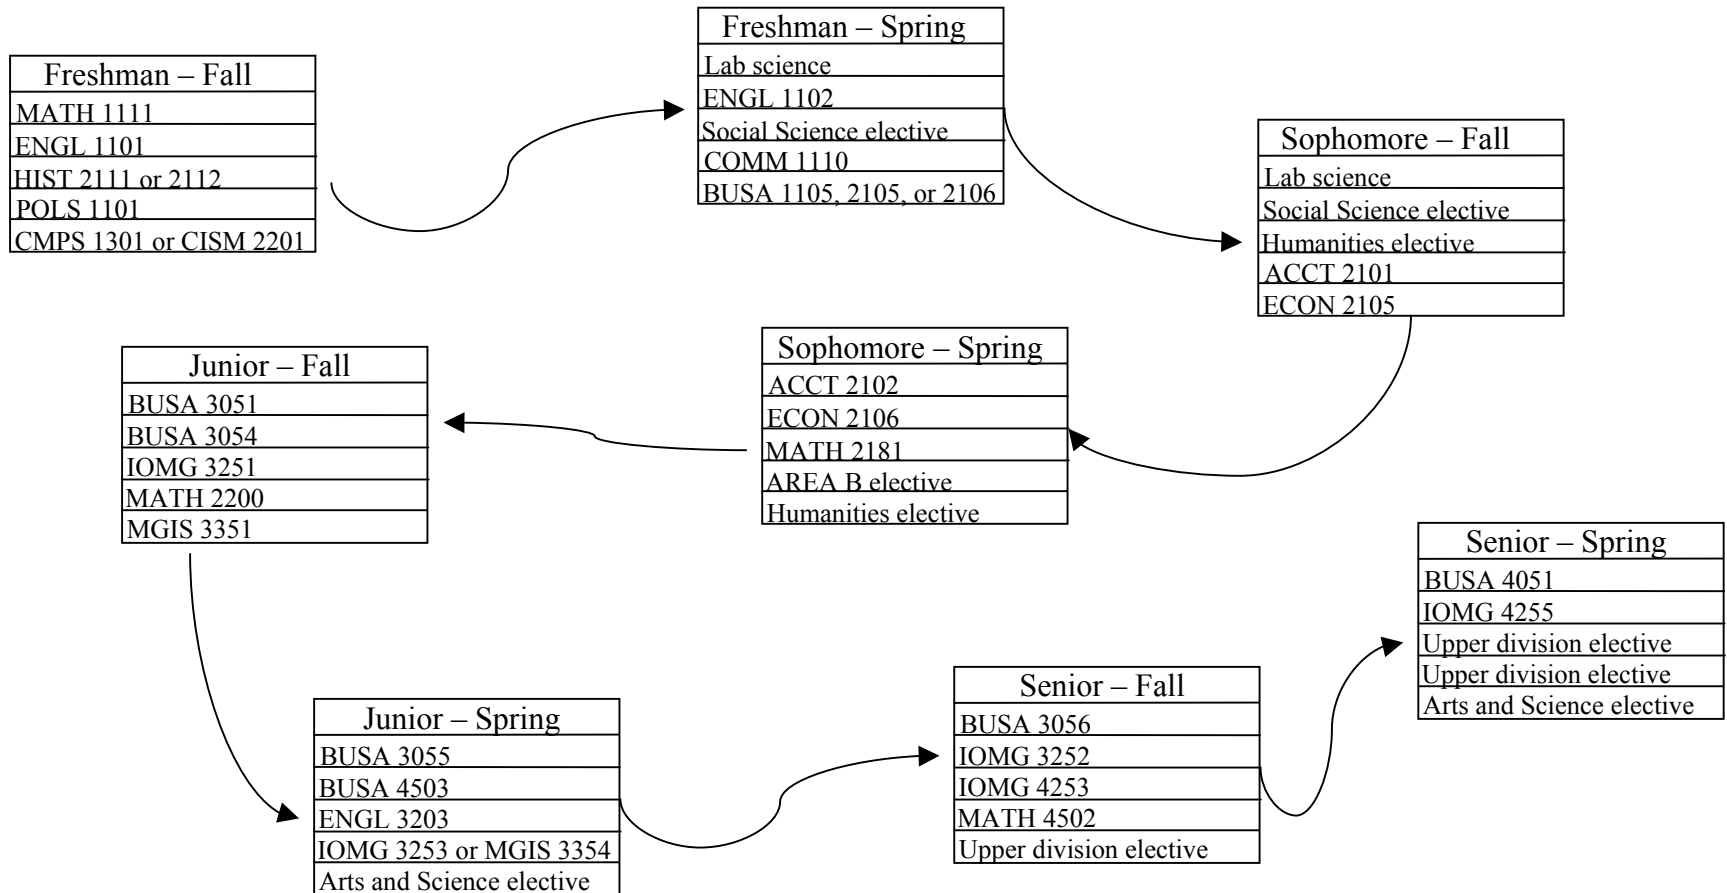 Freshman – Fall
MATH 1111
ENGL 1101
HIST 2111 or 2112
POLS 1101
CMPS 1301 or CISM 2201
Freshman – Spring
Lab science
ENGL 1102
Social Science elective
COMM 1110
BUSA 1105, 2105, or 2106
Sophomore – Fall
Lab science
Social Science elective
Humanities elective
ACCT 2101
ECON 2105
Sophomore – Spring
ACCT 2102
ECON 2106
MATH 2181
AREA B elective
Humanities elective
Junior – Fall
BUSA 3051
BUSA 3054
IOMG 3251
MATH 2200
MGIS 3351
Junior – Spring
BUSA 3055
BUSA 4503
ENGL 3203
IOMG 3253 or MGIS 3354
Arts and Science elective
Senior – Fall
BUSA 3056
IOMG 3252
IOMG 4253
MATH 4502
Upper division elective
Senior – Spring
BUSA 4051
IOMG 4255
Upper division elective
Upper division elective
Arts and Science elective